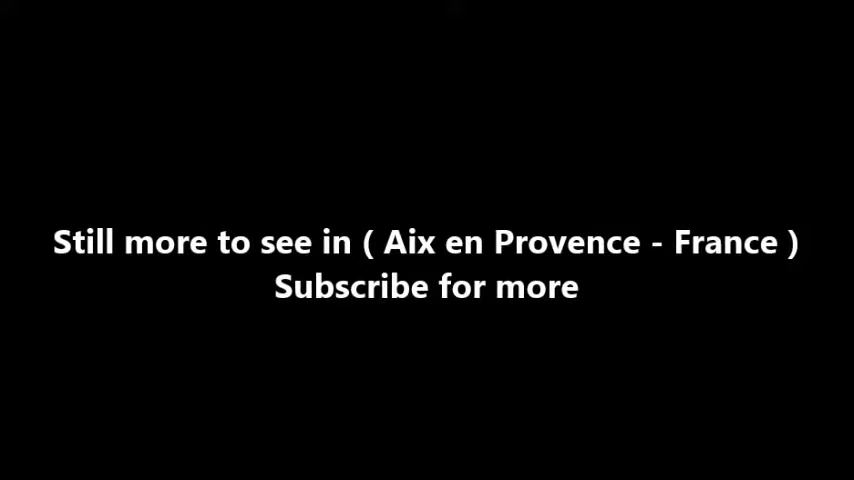 Still more to see in ( Aix en Provence - France )
Subscribe for more